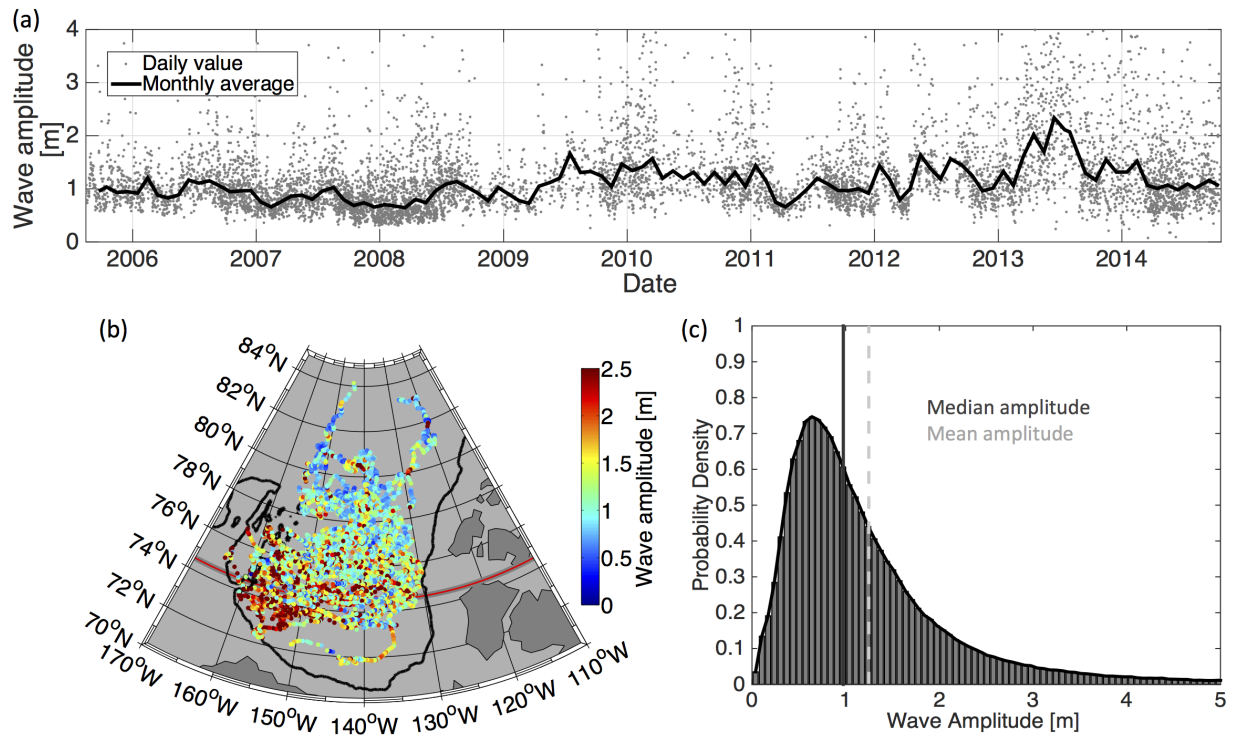 (a)
Wave amplitude
[m]
4
3
2
1
0
Daily value
Monthly average
2006 2007 2008 2009 2010 2011 2012 2013 2014
Date
(b)
84°N
82°N
80°N
78°N
76°N
74°N
72°N
70°N
170°W
160°W
150°W
140°W
130°W
120°W
110°W
2.5
2
1.5
1
0.5
0
Wave amplitude [m]
(c)
Probability Density
1
0.9
0.8
0.7
0.6
0.5
0.4
0.3
0.2
0.1
0
Median amplitude
Mean amplitude
0 1 2 3 4 5
Wave Amplitude [m]